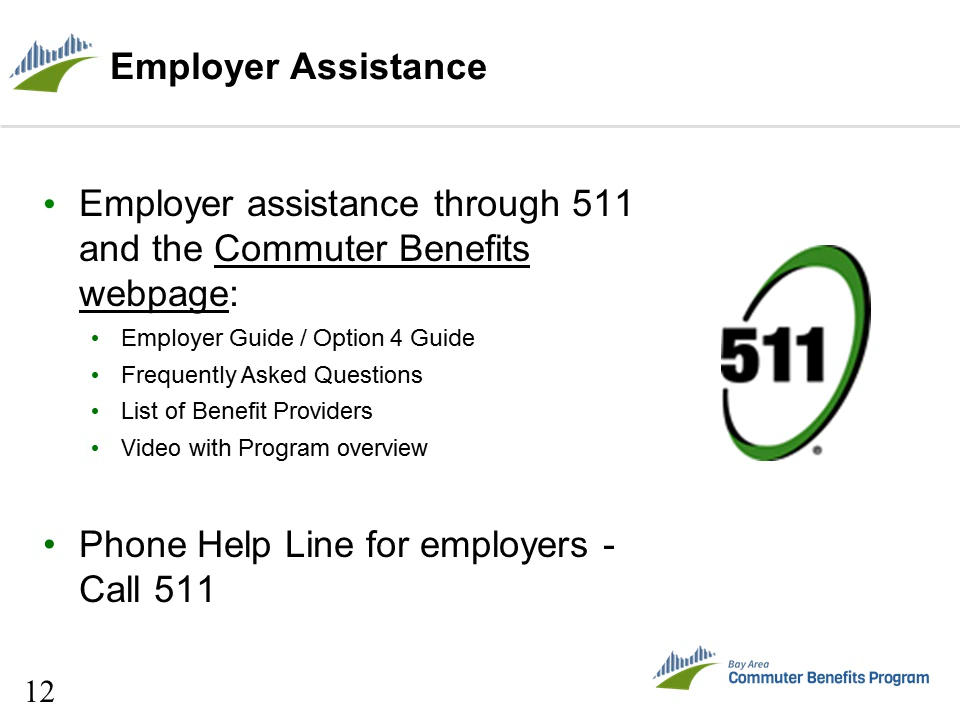 Employer Assistance
• Employer assistance through 511
and the Commuter Benefits
webpage:
• Employer Guide / Option 4 Guide
• Frequently Asked Questions
• List of Benefit Providers
• Video with Program overview
511
• Phone Help Line for employers -
Call 511
Bay Area
Commuter Benefits Program
12